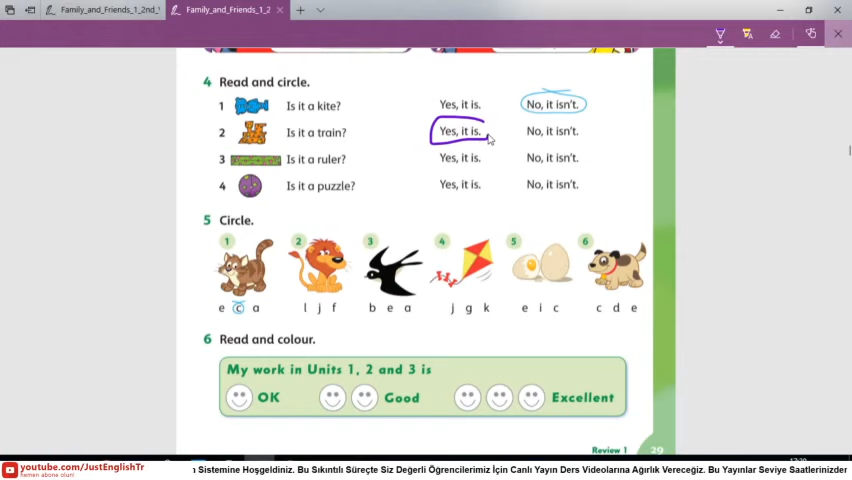 Family_and_Friends_1_2nd_ Family_and_Friends_1_2
4 Read and circle.
1 Is it a kite? Yes, it is. No, it isn't.
2 Is it a train? Yes, it is. No, it isn't.
3 Is it a ruler? Yes, it is. No, it isn't.
4 Is it a puzzle? Yes, it is. No, it isn't.
5 Circle.
1 2 3 4 5 6
e c a l j f b e a j g k e i c c d e
6 Read and colour.
My work in Units 1, 2 and 3 is
OK Good Excellent
Review 1 29
youtube.com/JustEnglishTr
hemen abone olun!
n Sistemine Hoşgeldiniz. Bu Sıkıntılı Süreçte Siz Değerli Öğrencilerimiz İçin Canlı Yayın Ders Videolarına Ağırlık Vereceğiz. Bu Yayınlar Seviye Saatlerinizder